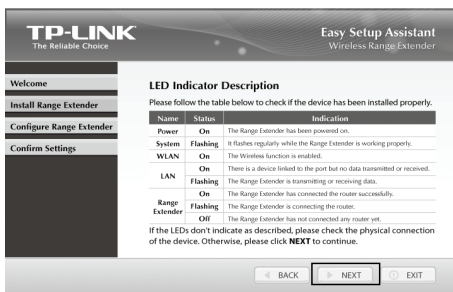 TP-LINK
The Reliable Choice
Easy Setup Assistant
Wireless Range Extender
Welcome
Install Range Extender
Configure Range Extender
Confirm Settings
LED Indicator Description
Please follow the table below to check if the device has been installed properly.
Name Status Indication
Power On The Range Extender has been powered on.
System Flashing It flashes regularly while the Range Extender is working properly.
WLAN On The Wireless function is enabled.
LAN On There is a device linked to the port but no data transmitted or received.
Flashing The Range Extender is transmitting or receiving data.
Range Extender On The Range Extender has connected the router successfully.
Flashing The Range Extender is connecting the router.
Off The Range Extender has not connected any router yet.
If the LEDs don't indicate as described, please check the physical connection
of the device. Otherwise, please click NEXT to continue.
BACK NEXT EXIT